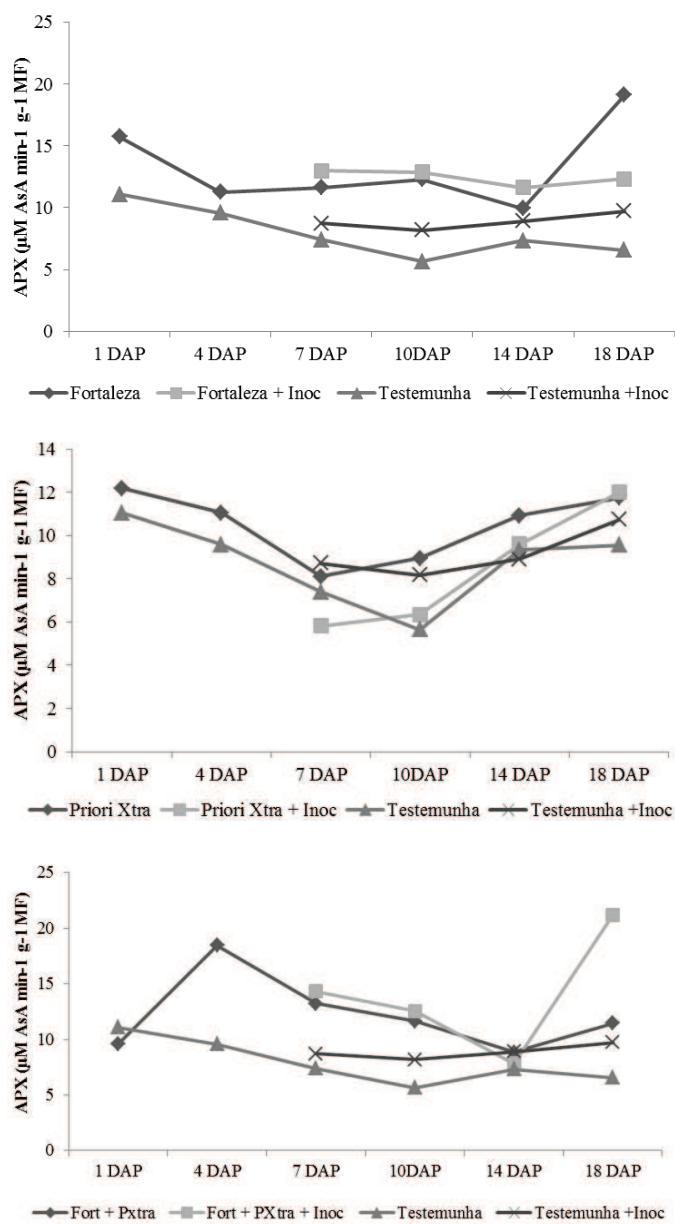 25
20
15
10
5
0
APX (µM AsA min-1 g-1 MF)
1 DAP 4 DAP 7 DAP 10DAP 14 DAP 18 DAP
Fortaleza Fortaleza + Inoc Testemunha Testemunha +Inoc
14
12
10
8
6
4
2
0
APX (µM AsA min-1 g-1 MF)
1 DAP 4 DAP 7 DAP 10DAP 14 DAP 18 DAP
Priori Xtra Priori Xtra + Inoc Testemunha Testemunha +Inoc
25
20
15
10
5
0
APX (µM AsA min-1 g-1 MF)
1 DAP 4 DAP 7 DAP 10DAP 14 DAP 18 DAP
Fort + Pxtra Fort + PXtra + Inoc Testemunha Testemunha +Inoc